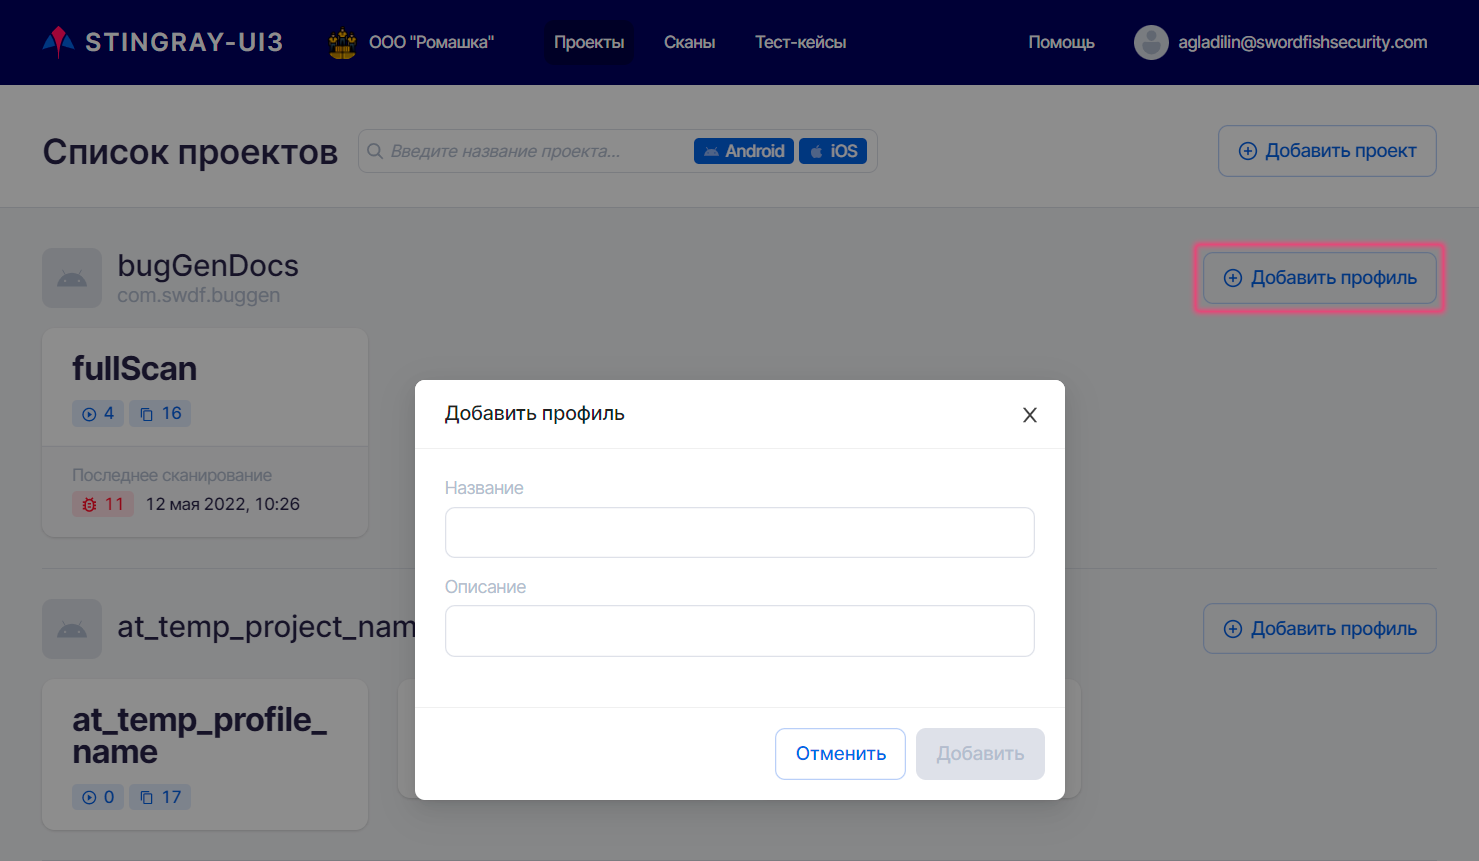 STINGRAY-UI3
ООО "Ромашка"
Проекты
Сканы
Тест-кейсы
Помощь
agladilin@swordfishsecurity.com
Список проектов
Введите название проекта...
Android
iOS
Добавить проект
bugGenDocs
com.swdf.buggen
Добавить профиль
fullScan
4
16
Последнее сканирование
11
12 мая 2022, 10:26
Добавить профиль
Название
Описание
Отменить
Добавить
at_temp_project_nam
Добавить профиль
at_temp_profile_
name
0
17